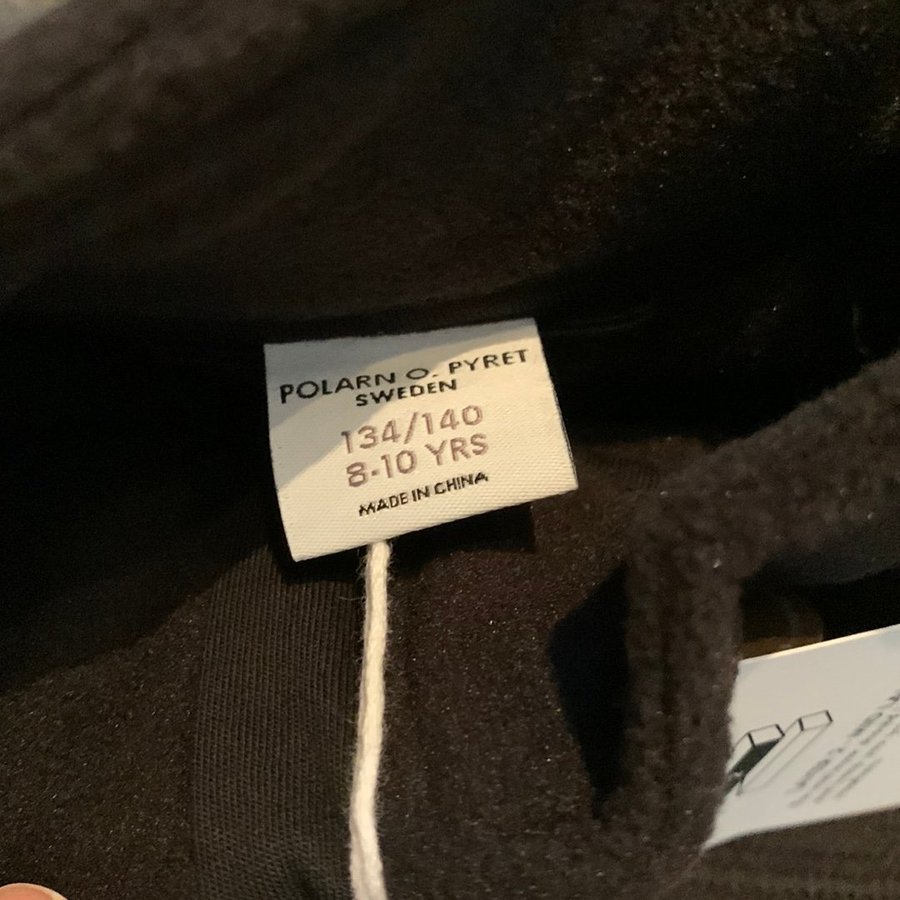 POLARN O. PYRET
SWEDEN
134/140
8-10 YRS
MADE IN CHINA